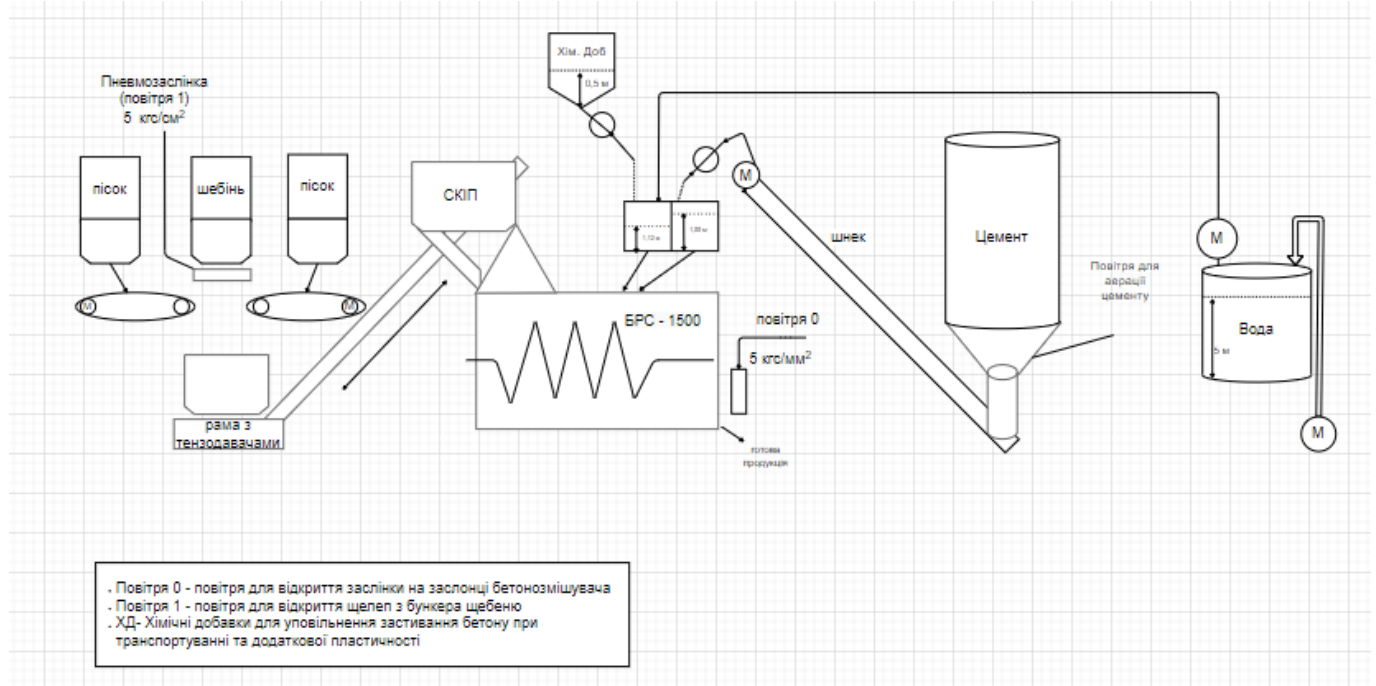 Хім. Доб
0,5 м
Пневмозаслінка
(повітря 1)
5 кгс/см²
пісок
шебінь
пісок
СКІП
М
шнек
Цемент
М
1,12 м
Повітря для
аерації
цементу
М
М
БРС - 1500
повітря 0
5 кгс/мм²
Вода
5 м
рама з
тензодавачами
М
готова
продукція
. Повітря 0 - повітря для відкриття заслінки на заслонці бетонозмішувача
. Повітря 1 - повітря для відкриття щелеп з бункера щебеню
. ХД- Хімічні добавки для уповільнення застивання бетону при
транспортуванні та додаткової пластичності